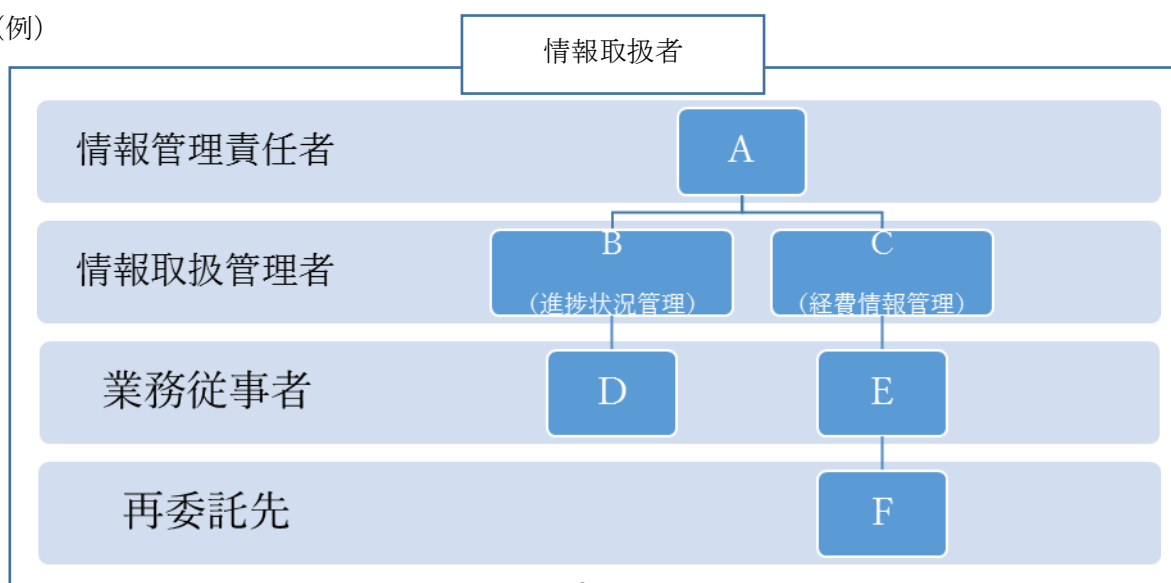 (例)
情報取扱者
情報管理責任者
A
情報取扱管理者
B
(進捗状況管理)
C
(経費情報管理)
業務従事者
D
E
再委託先
F